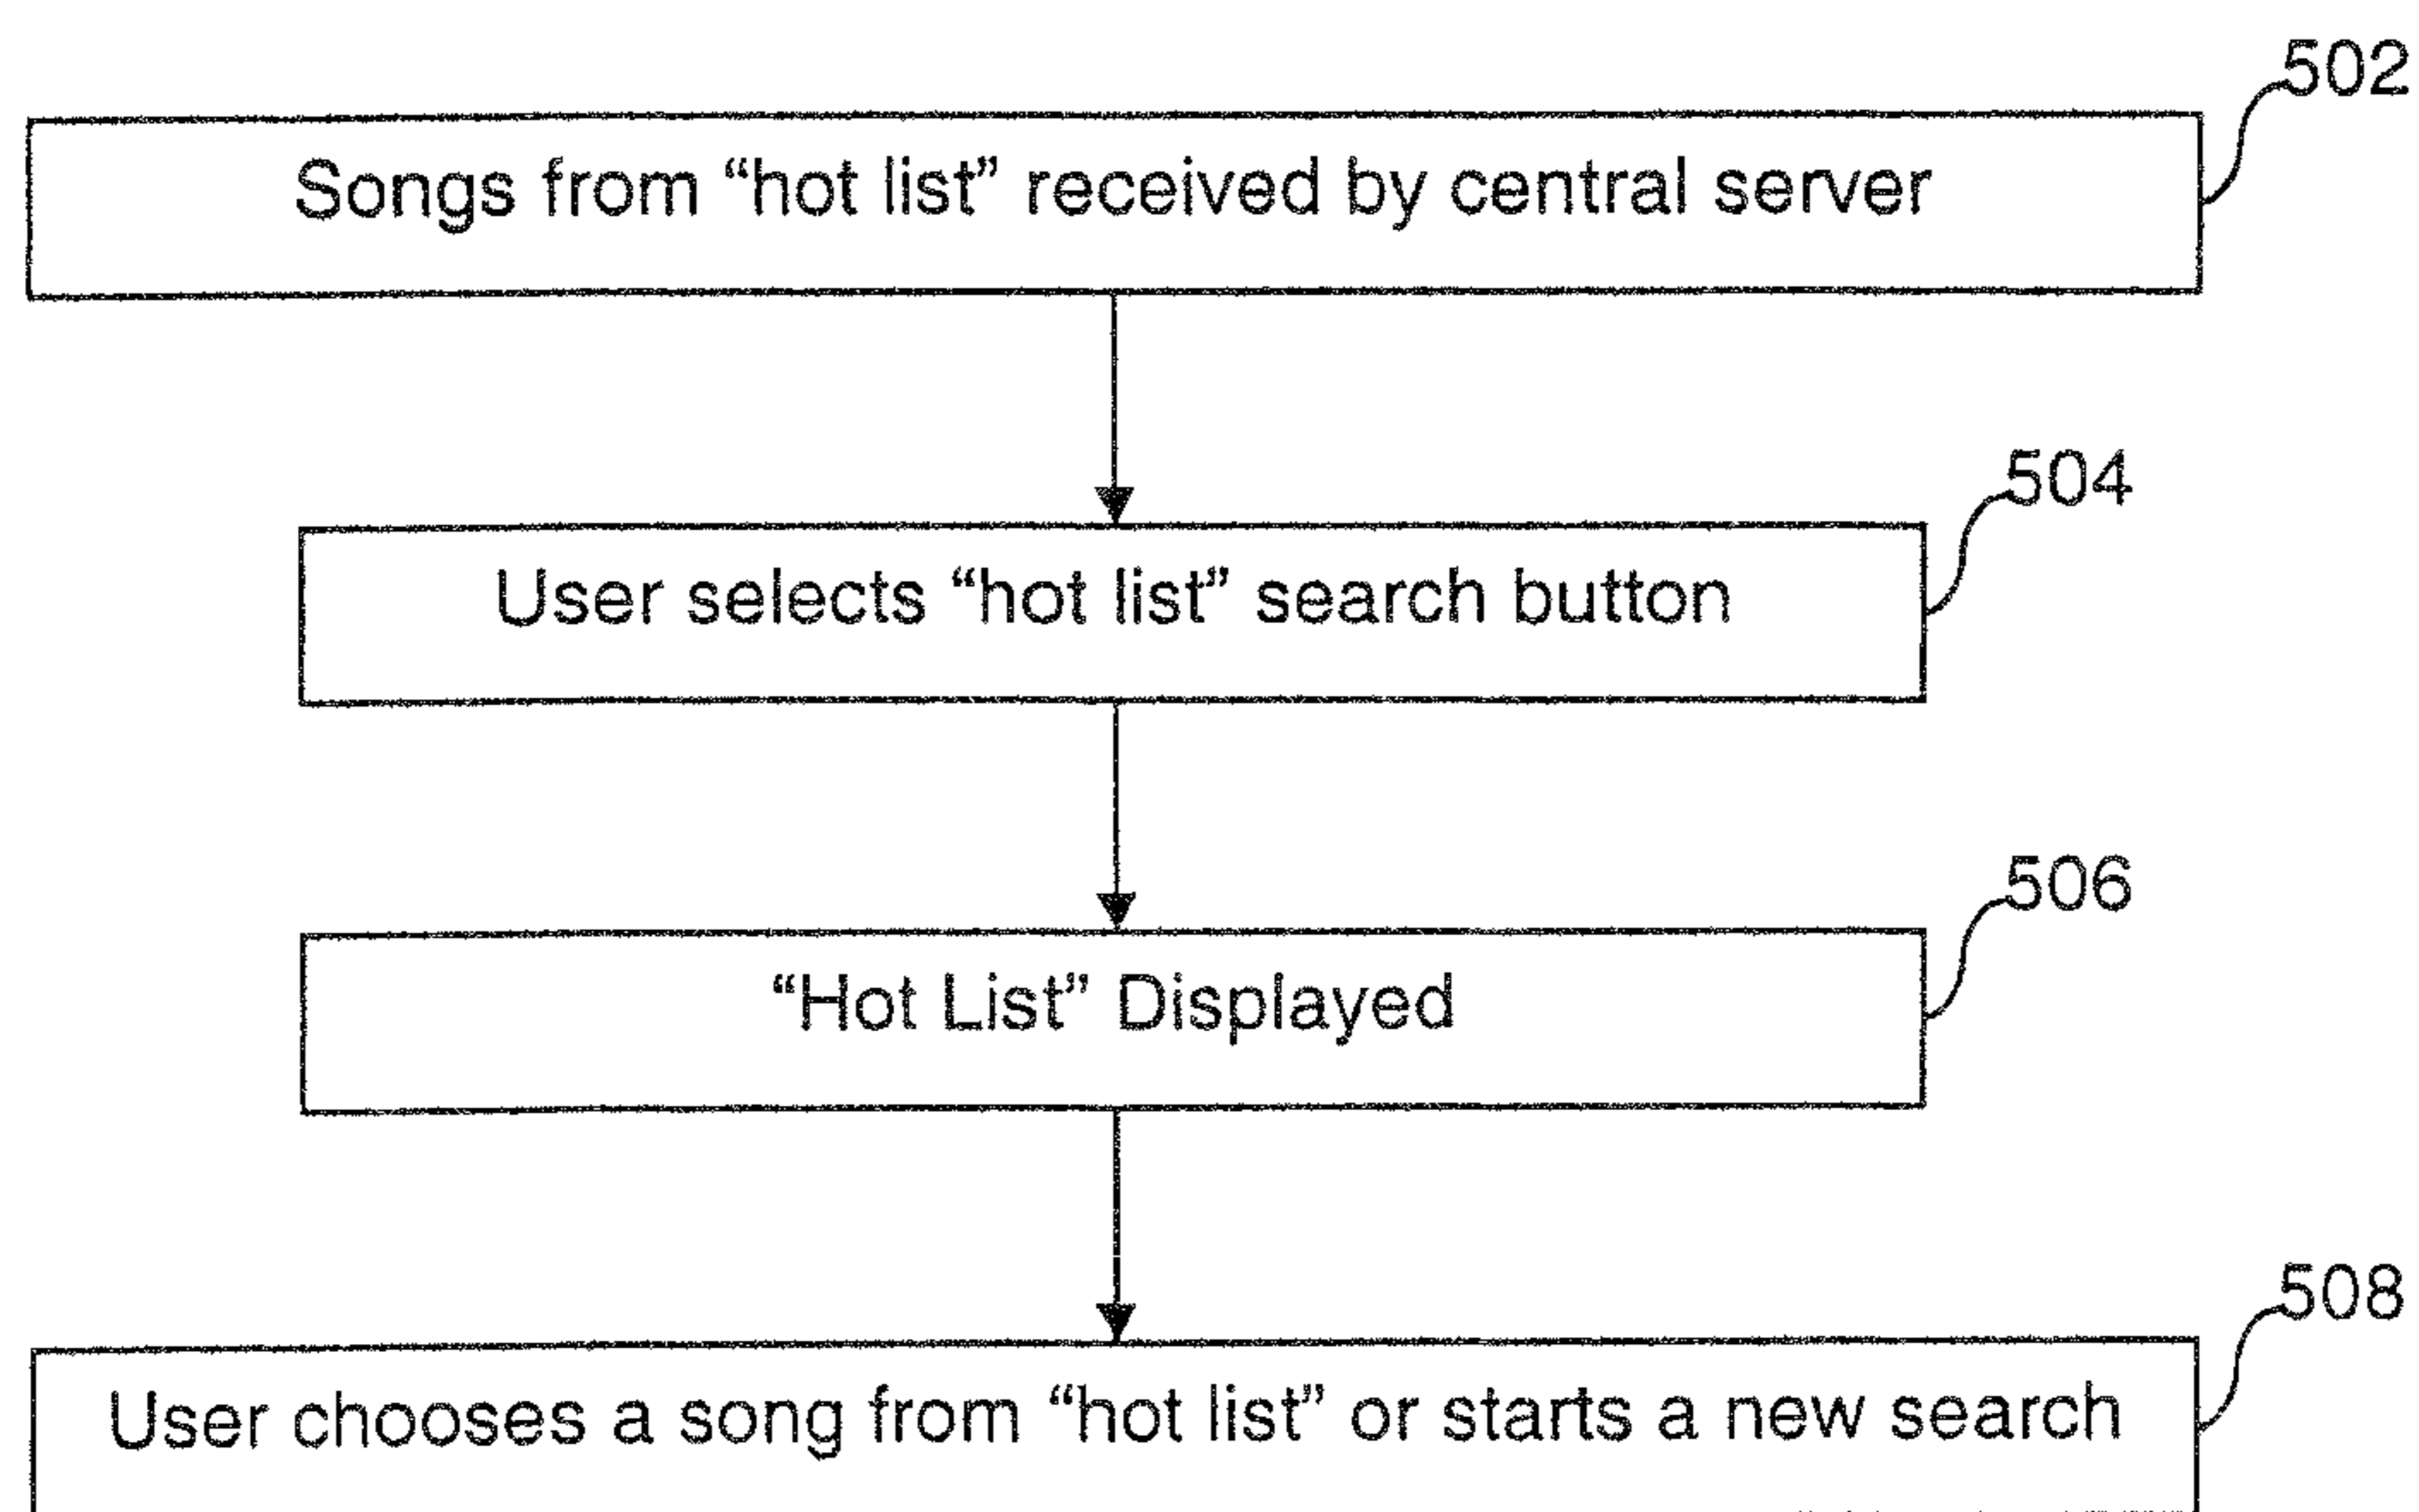 502
Songs from “hot list” received by central server
504
User selects “hot list” search button
506
“Hot List” Displayed
508
User chooses a song from “hot list” or starts a new search